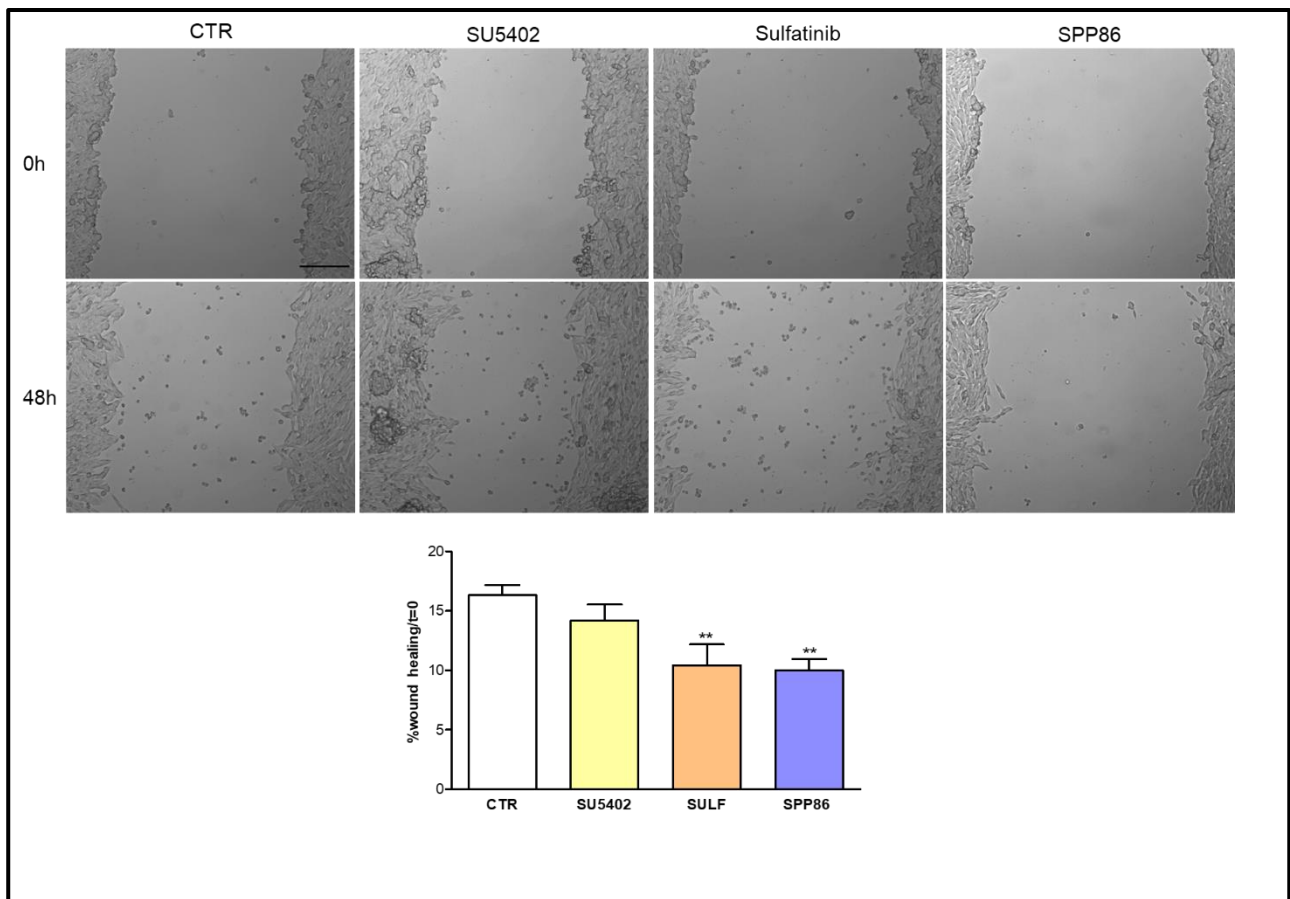 CTR SU5402 Sulfatinib SPP86
0h
48h
20
15
10
5
0
%wound healing/t=0
** **
CTR SU5402 SULF SPP86